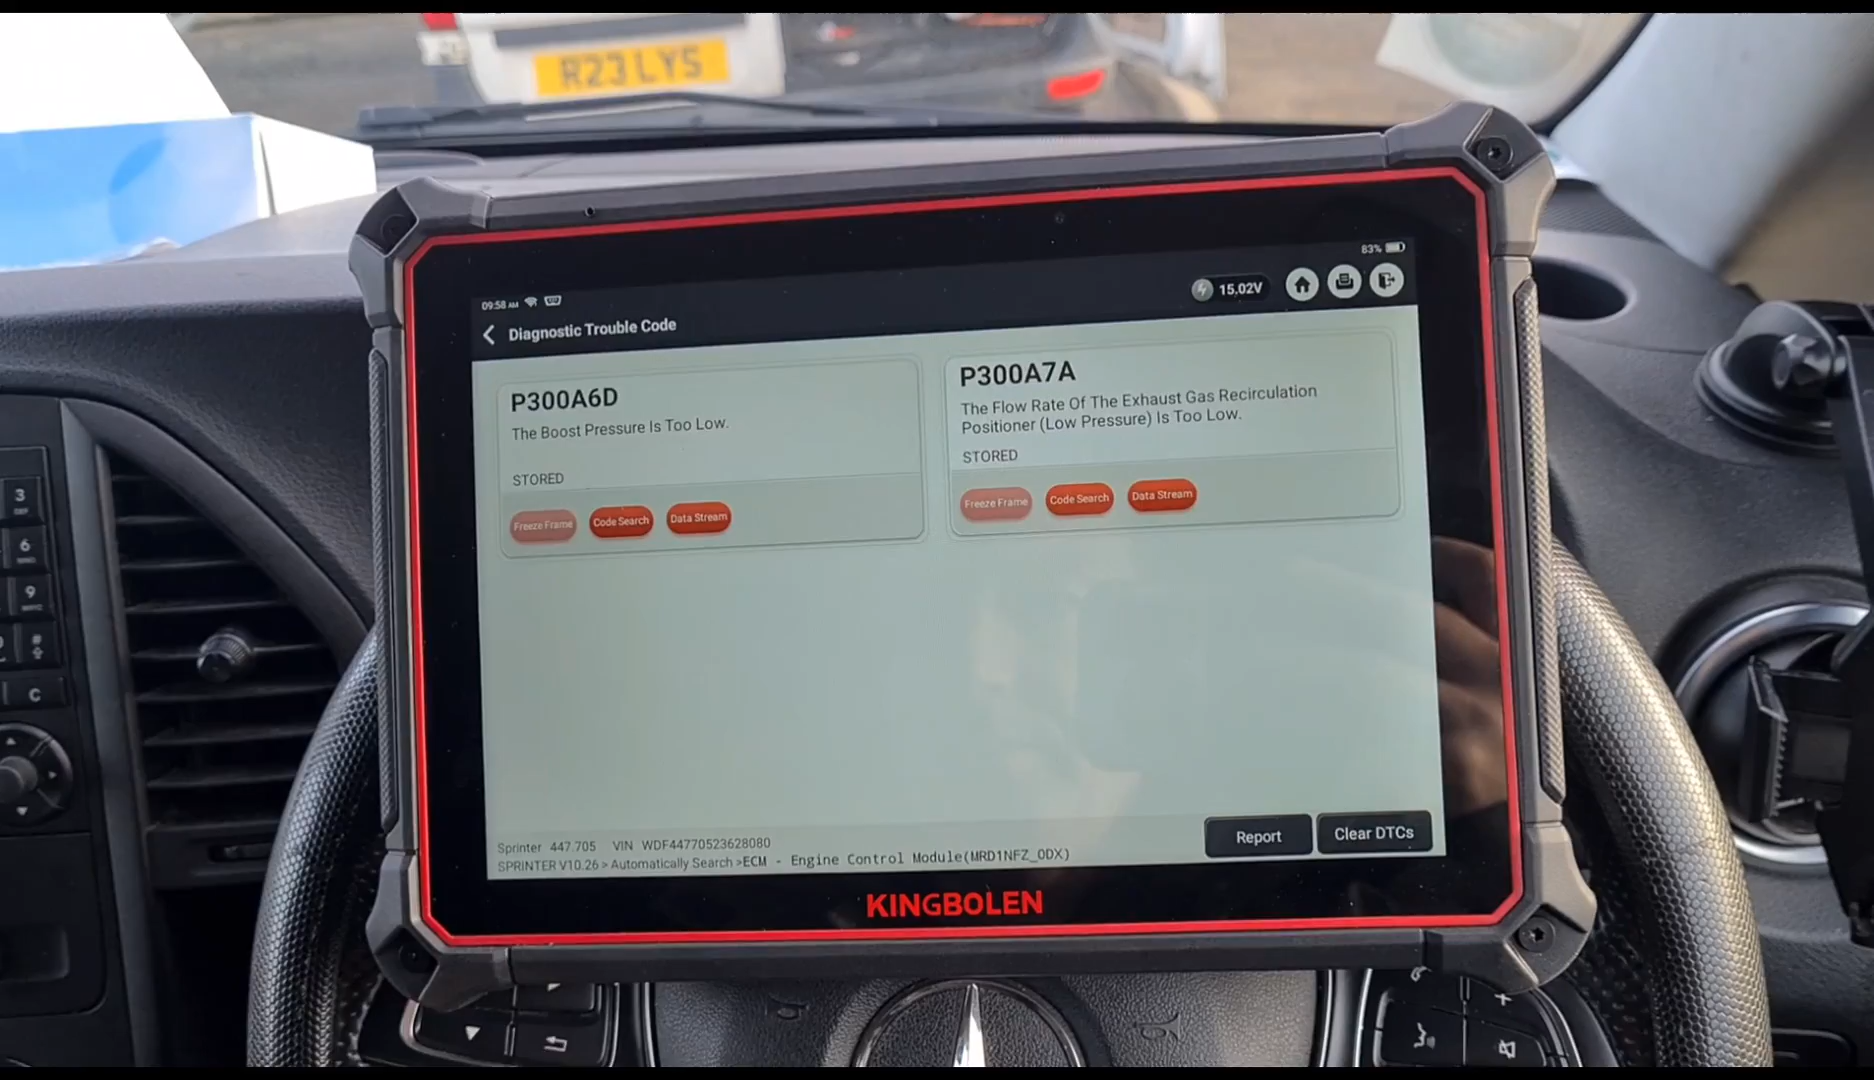 R23 LYS
83%
09:58 AM
15,02V
Diagnostic Trouble Code
P300A6D
The Boost Pressure Is Too Low.
STORED
Freeze Frame
Code Search
Data Stream
P300A7A
The Flow Rate Of The Exhaust Gas Recirculation
Positioner (Low Pressure) Is Too Low.
STORED
Freeze Frame
Code Search
Data Stream
Report
Clear DTCs
Sprinter 447.705 VIN WDF44770523628080
SPRINTER V10.26 > Automatically Search >ECM - Engine Control Module(MRD1NFZ_ODX)
KINGBOLEN
3
6
9
#
C